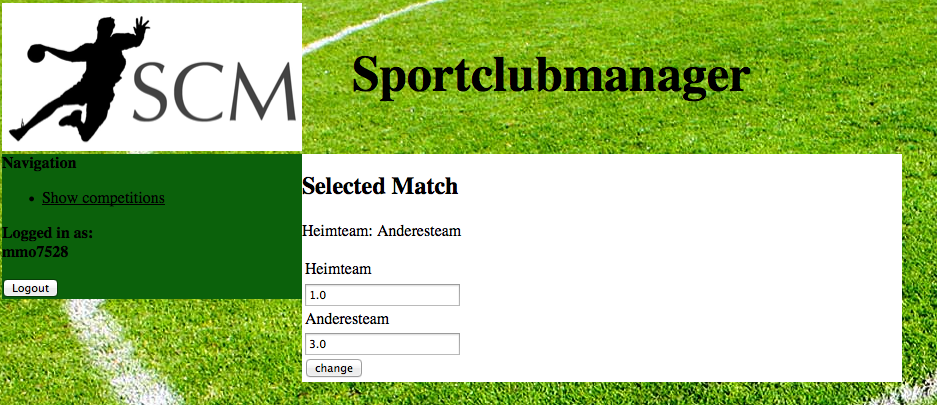 SCM
Sportclubmanager
Navigation
• Show competitions
Logged in as:
mmo7528
Logout
Selected Match
Heimteam: Anderesteam
Heimteam
1.0
Anderesteam
3.0
change